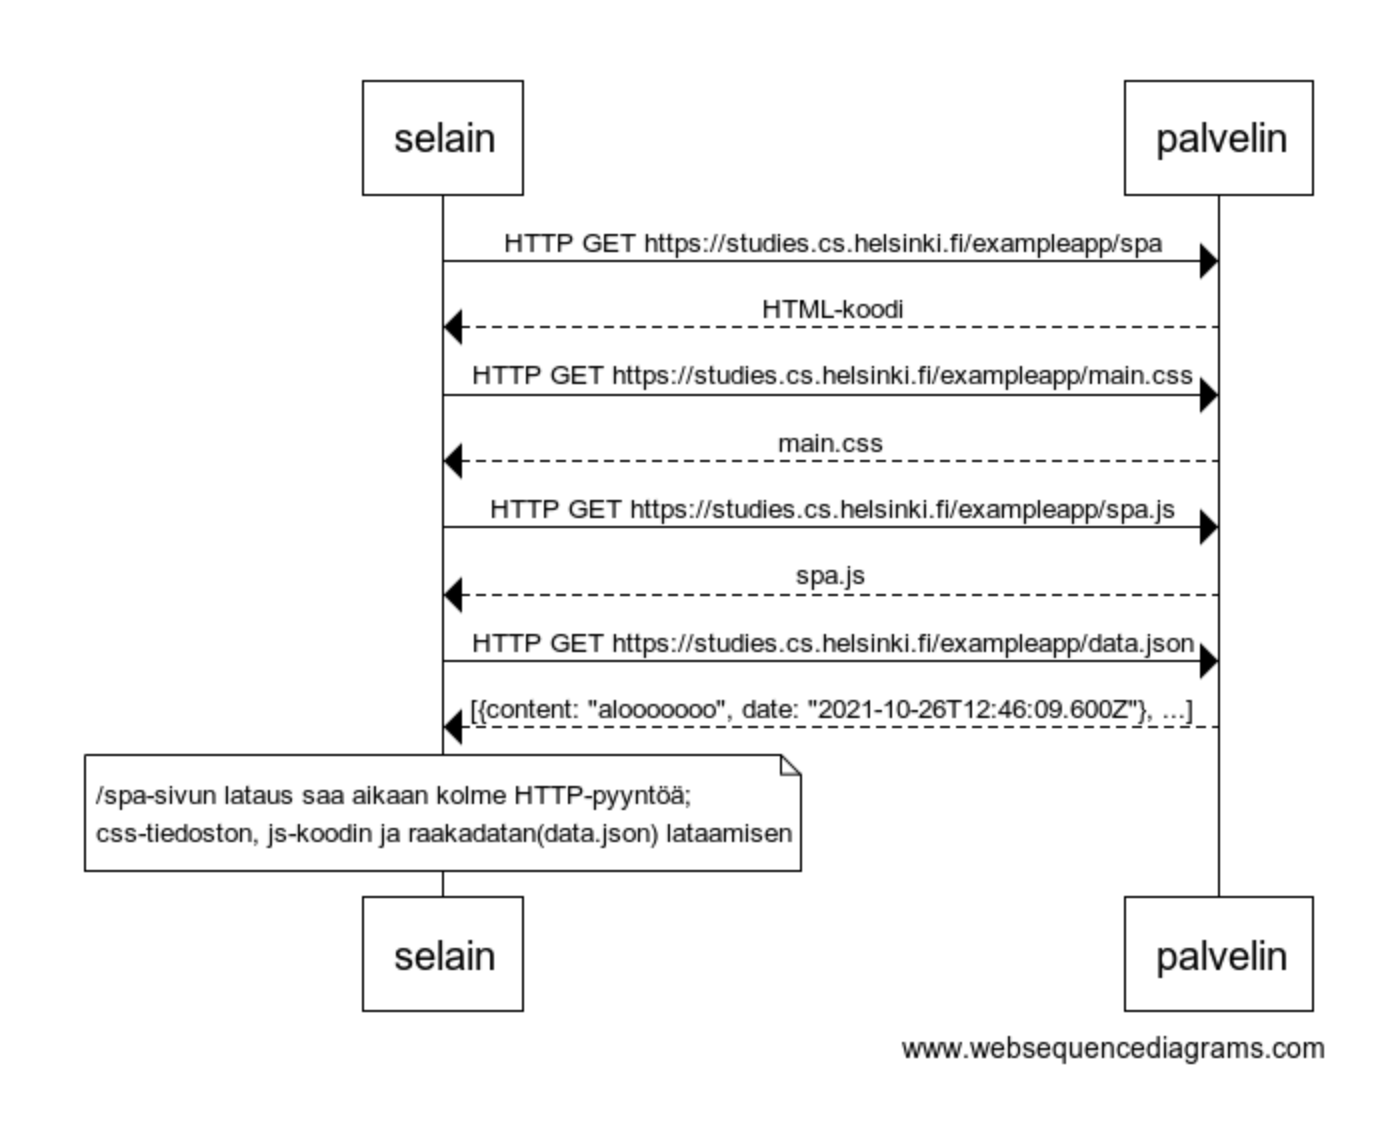 selain
palvelin
HTTP GET https://studies.cs.helsinki.fi/exampleapp/spa
HTML-koodi
HTTP GET https://studies.cs.helsinki.fi/exampleapp/main.css
main.css
HTTP GET https://studies.cs.helsinki.fi/exampleapp/spa.js
spa.js
HTTP GET https://studies.cs.helsinki.fi/exampleapp/data.json
[{content: "alooooooo", date: "2021-10-26T12:46:09.600Z"}, ...]
/spa-sivun lataus saa aikaan kolme HTTP-pyyntöä;
css-tiedoston, js-koodin ja raakadatan(data.json) lataamisen
selain
palvelin
www.websequencediagrams.com